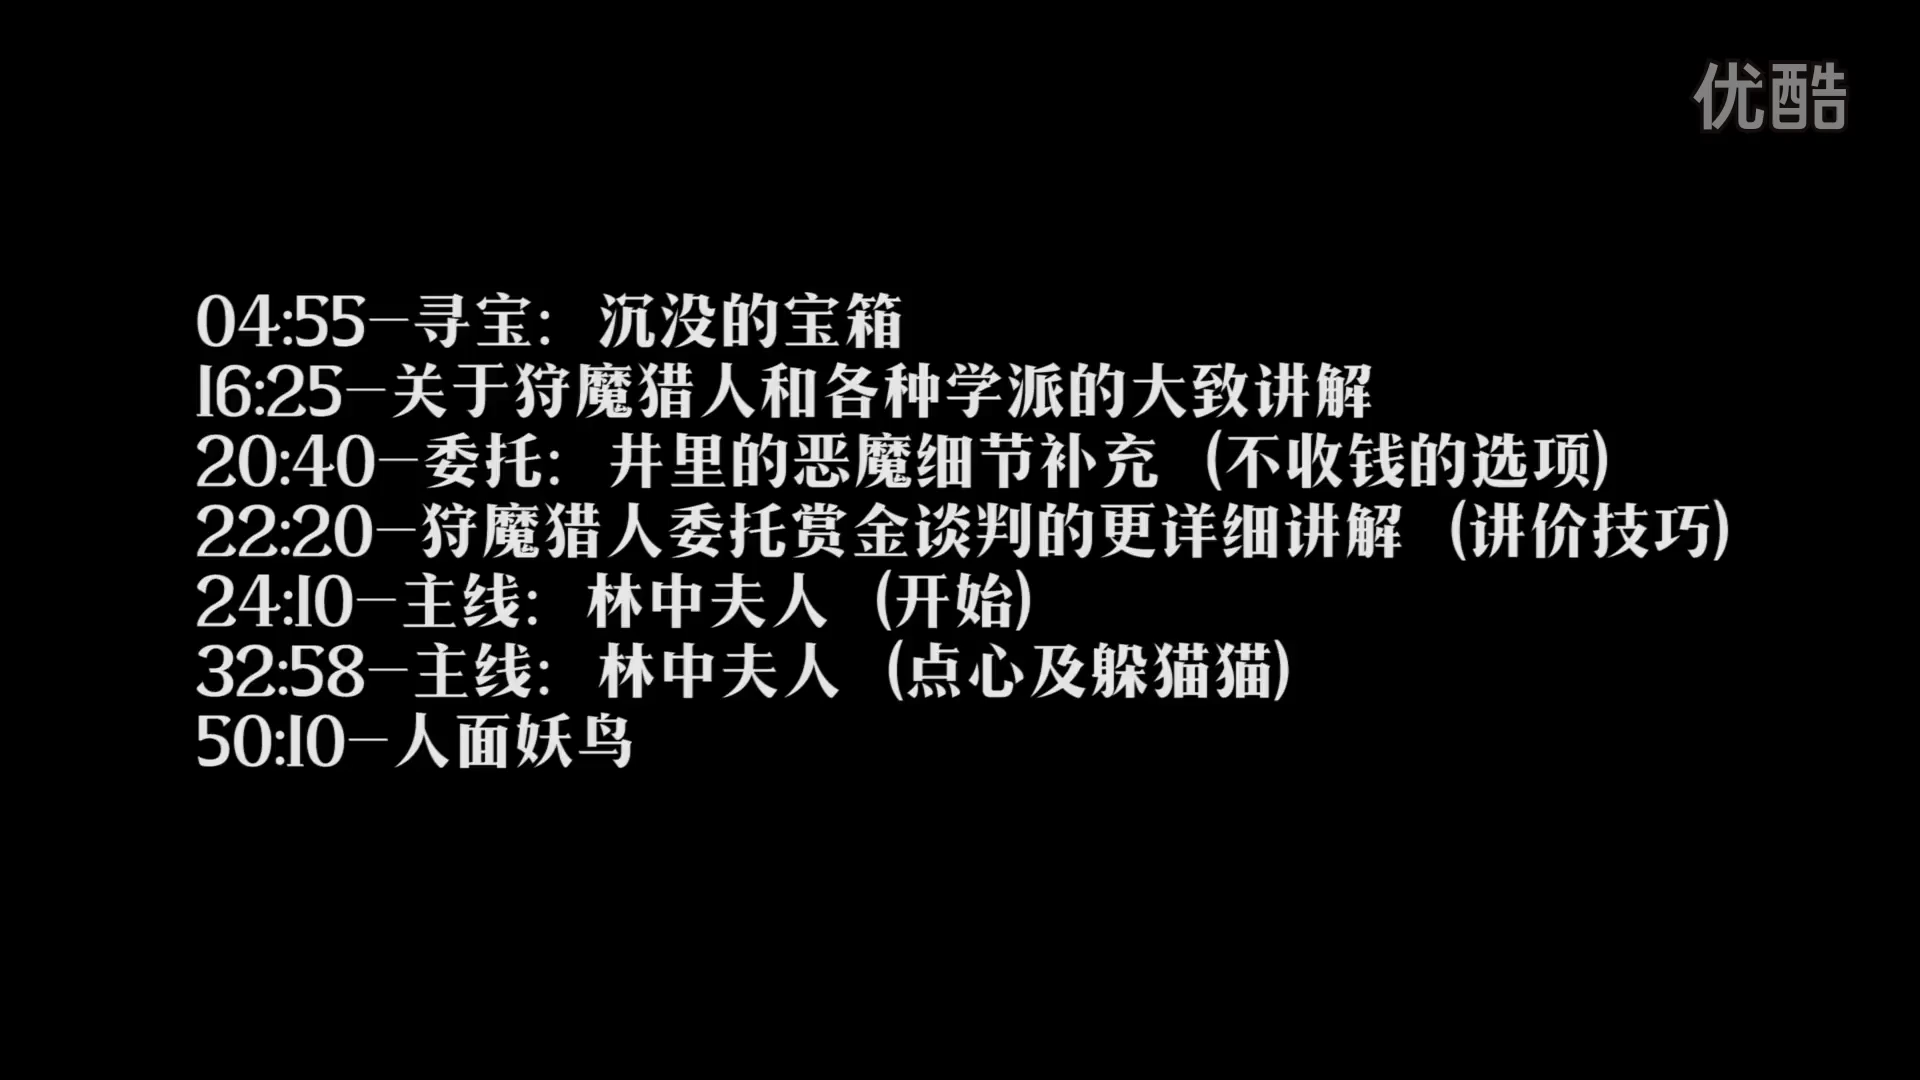 优酷
04:55-寻宝：沉没的宝箱
16:25-关于狩魔猎人和各种学派的大致讲解
20:40-委托：井里的恶魔细节补充（不收钱的选项）
22:20-狩魔猎人委托赏金谈判的更详细讲解（讲价技巧）
24:10-主线：林中夫人（开始）
32:58-主线：林中夫人（点心及躲猫猫）
50:10-人面妖鸟